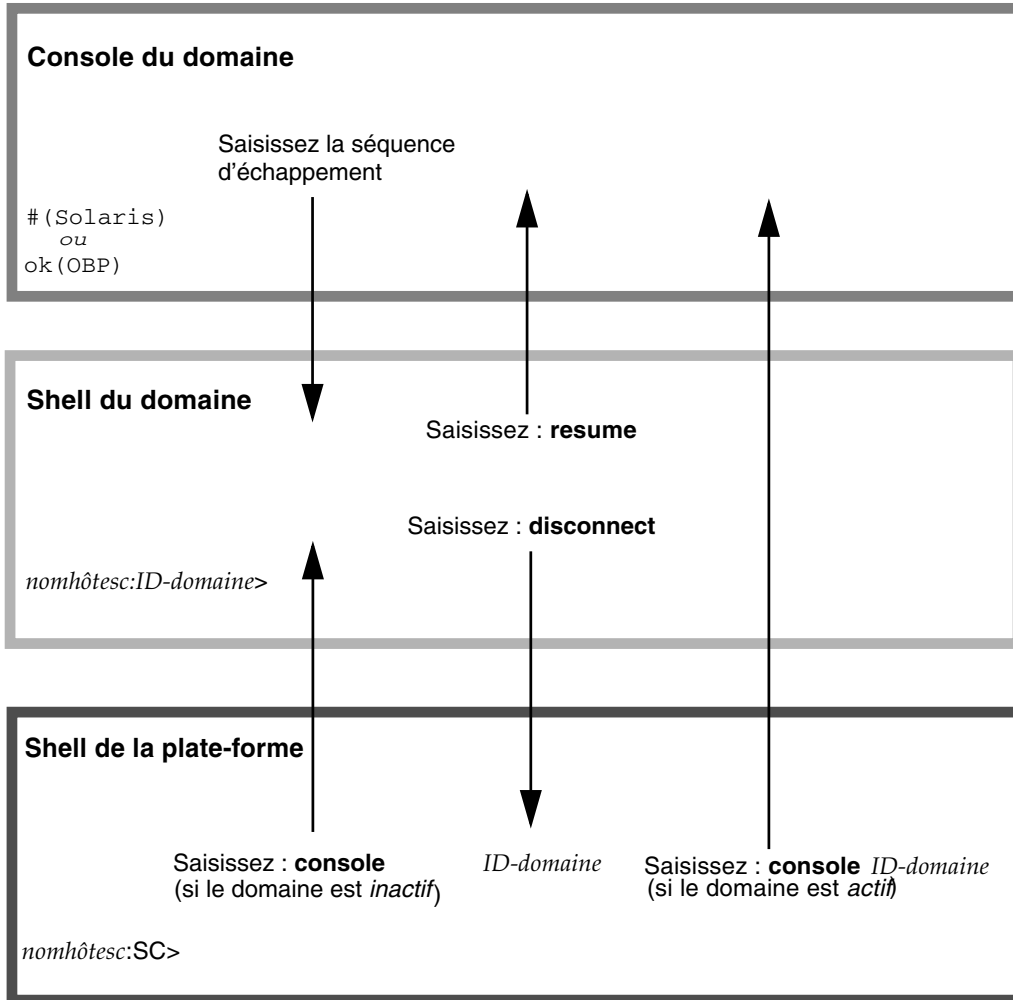 Console du domaine
Saisissez la séquence
d'échappement
#(Solaris)
ou
ok(OBP)
Shell du domaine
Saisissez : resume
Saisissez : disconnect
nomhôtesc:ID-domaine>
Shell de la plate-forme
Saisissez : console ID-domaine Saisissez : console ID-domaine
(si le domaine est inactif) (si le domaine est actif)
nomhôtesc:SC>